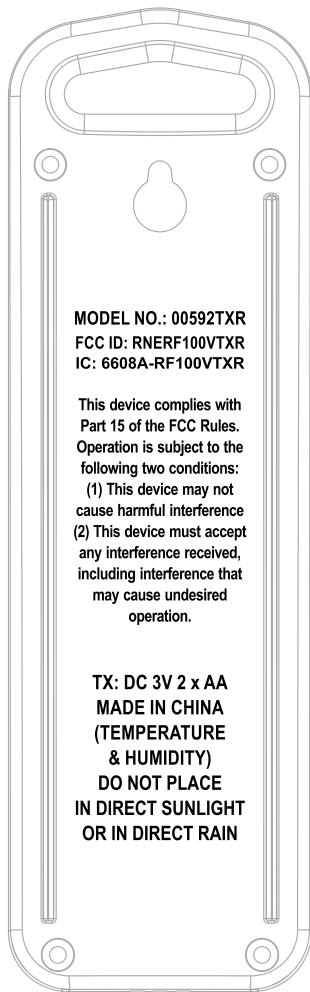 MODEL NO.: 00592TXR
FCC ID: RNERF100VTXR
IC: 6608A-RF100VTXR
This device complies with
Part 15 of the FCC Rules.
Operation is subject to the
following two conditions:
(1) This device may not
cause harmful interference
(2) This device must accept
any interference received,
including interference that
may cause undesired
operation.
TX: DC 3V 2 x AA
MADE IN CHINA
(TEMPERATURE
& HUMIDITY)
DO NOT PLACE
IN DIRECT SUNLIGHT
OR IN DIRECT RAIN